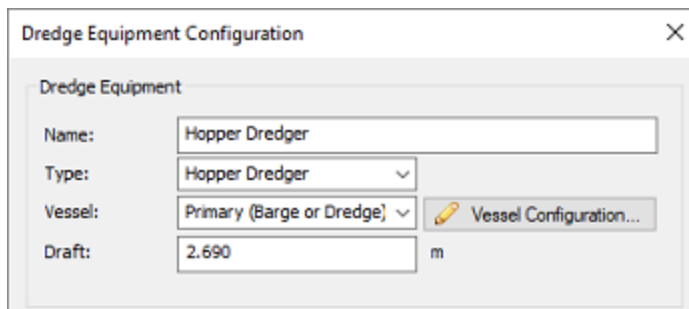 Dredge Equipment Configuration
Dredge Equipment
Name: Hopper Dredger
Type: Hopper Dredger
Vessel: Primary (Barge or Dredge) Vessel Configuration...
Draft: 2.690 m